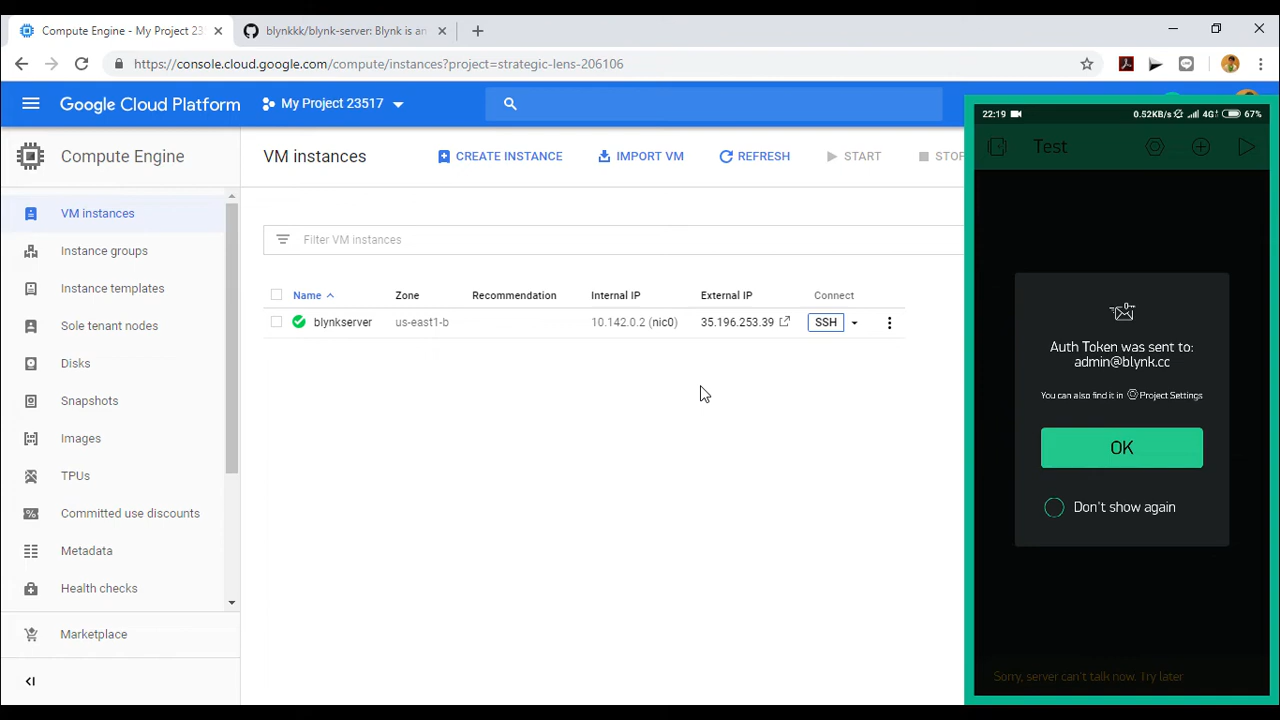 Compute Engine - My Project 23
blynkkk/blynk-server: Blynk is an
https://console.cloud.google.com/compute/instances?project=strategic-lens-206106
Google Cloud Platform
My Project 23517
Compute Engine
VM instances
Instance groups
Instance templates
Sole tenant nodes
Disks
Snapshots
Images
TPUs
Committed use discounts
Metadata
Health checks
Marketplace
VM instances
CREATE INSTANCE
IMPORT VM
REFRESH
START
STOP
Filter VM instances
Name Zone Recommendation Internal IP External IP Connect
blynkserver us-east1-b 10.142.0.2 (nic0) 35.196.253.39 SSH
22:19 0.52KB/s 4G 67%
Test
Auth Token was sent to:
admin@blynk.cc
You can also find it in Project Settings
OK
Don't show again
Sorry, server can't talk now. Try later